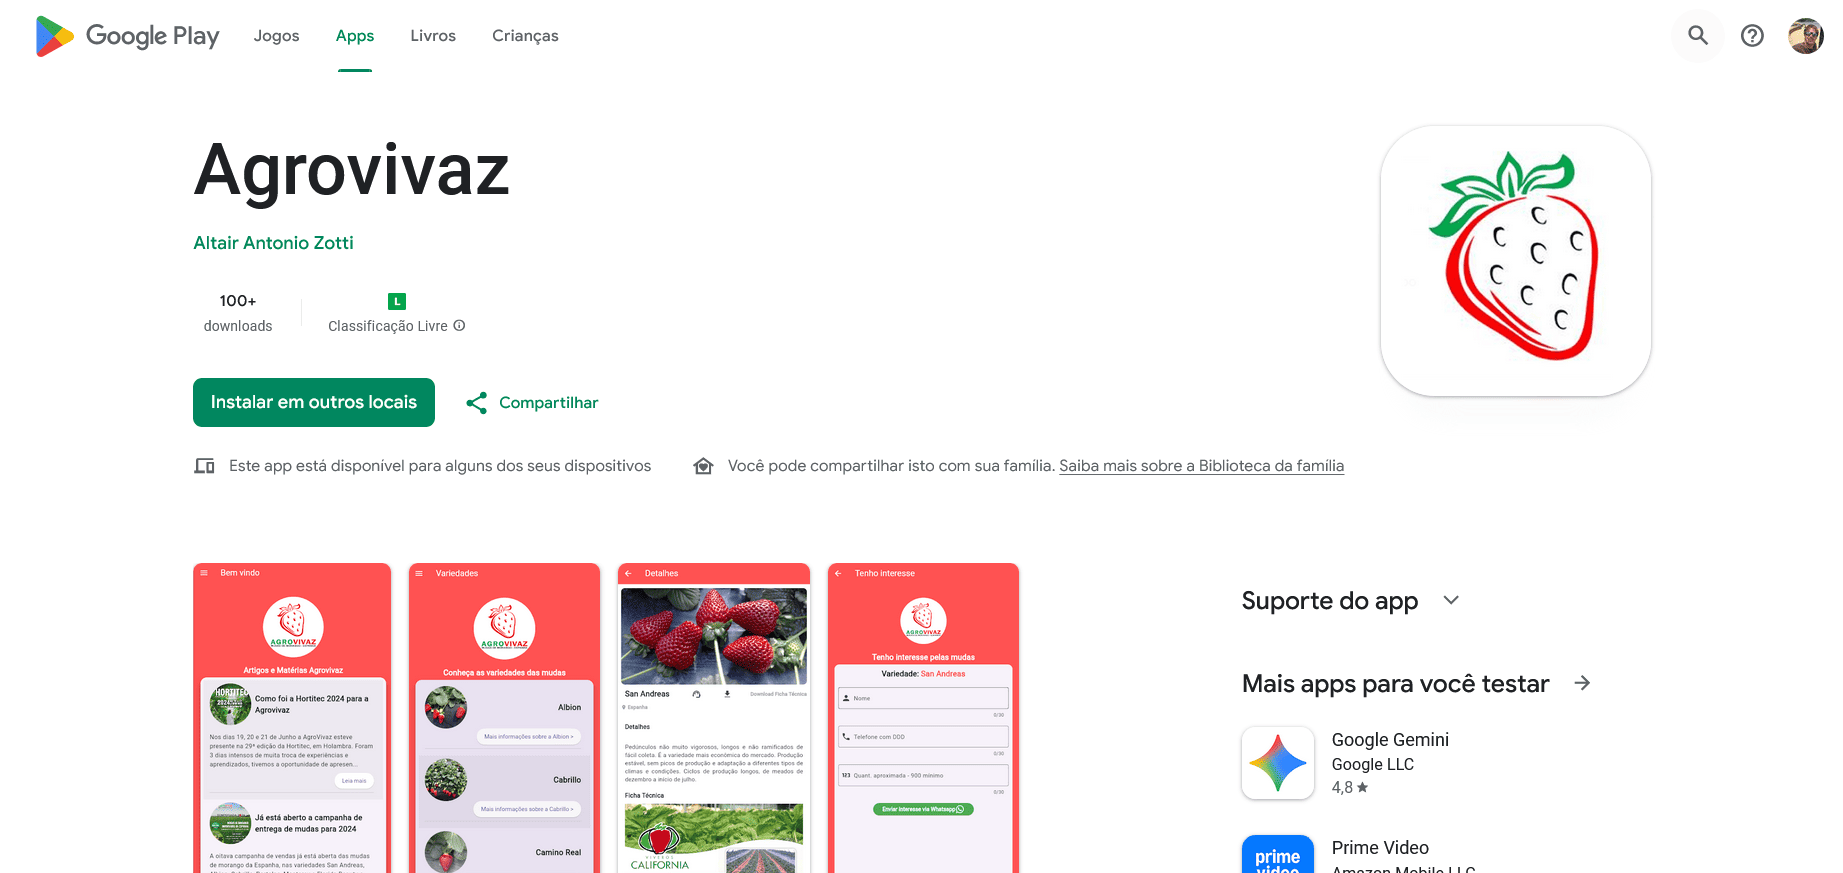 Google Play
Jogos
Apps
Livros
Crianças
Agrovivaz
Altair Antonio Zotti
100+
downloads
L
Classificação Livre
Instalar em outros locais
Compartilhar
Este app está disponível para alguns dos seus dispositivos
Você pode compartilhar isto com sua família. Saiba mais sobre a Biblioteca da família
Bem vindo
AGROVIVAZ
Artigos e Matérias Agrovivaz
HORTITEC
Como foi a Hortitec 2024 para a
Agrovivaz
Nos dias 19, 20 e 21 de Junho a AgroVivaz esteve
presente na 29ª edição da Hortitec, em Holambra. Foram
3 dias intensos de muita troca de experiências e
aprendizados, tivemos a oportunidade de apresen...
Leia mais
Já está aberto a campanha de
entrega de mudas para 2024
A oitava campanha de vendas já está aberta das mudas
de morango da Espanha, nas variedades San Andreas,
Variedades
AGROVIVAZ
Conheça as variedades das mudas
Albion
Mais informações sobre a Albion >
Cabrillo
Mais informações sobre a Cabrillo >
Camino Real
Detalhes
San Andreas
Download Ficha Técnica
Espanha
Detalhes
Pedúnculos não muito vigorosos, longos e não ramificados de
fácil coleta. É a variedade mais econômica do mercado. Produção
estável, sem picos de produção e adaptação a diferentes tipos de
climas e condições. Ciclos de produção longos, de meados de
dezembro a início de julho.
Ficha Técnica
VIVEROS
CALIFORNIA
Tenho interesse
AGROVIVAZ
Tenho interesse pelas mudas
Variedade: San Andreas
Nome
0/30
Telefone com DDD
0/30
123 Quant. aproximada - 900 mínimo
0/30
Enviar interesse via Whatsapp
Suporte do app
Mais apps para você testar
Google Gemini
Google LLC
4,8
prime
video
Prime Video
Amazon Mobile LLC